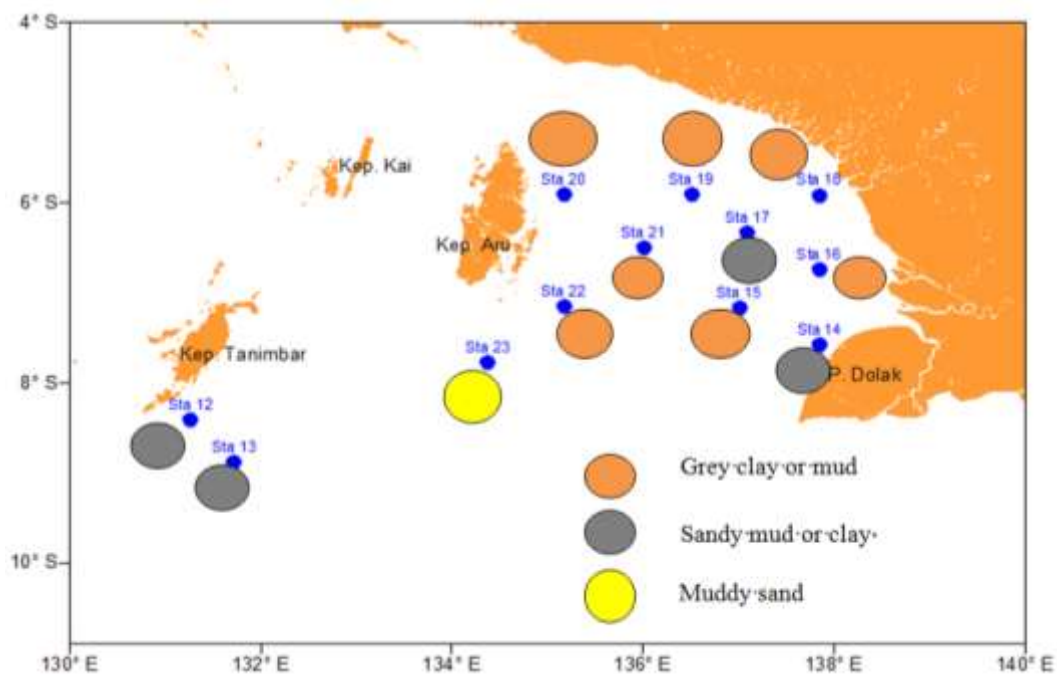 4° S
Kep. Kai
Sta 20
Sta 19
Sta 18
6° S
Sta 17
Sta 21
Kep. Aru
Sta 16
Sta 22
Sta 15
Sta 14
Kep. Tanimbar
Sta 23
P. Dolak
8° S
Sta 12
Sta 13
Grey clay or mud
Sandy mud or clay
Muddy sand
10° S
130° E
132° E
134° E
136° E
138° E
140° E